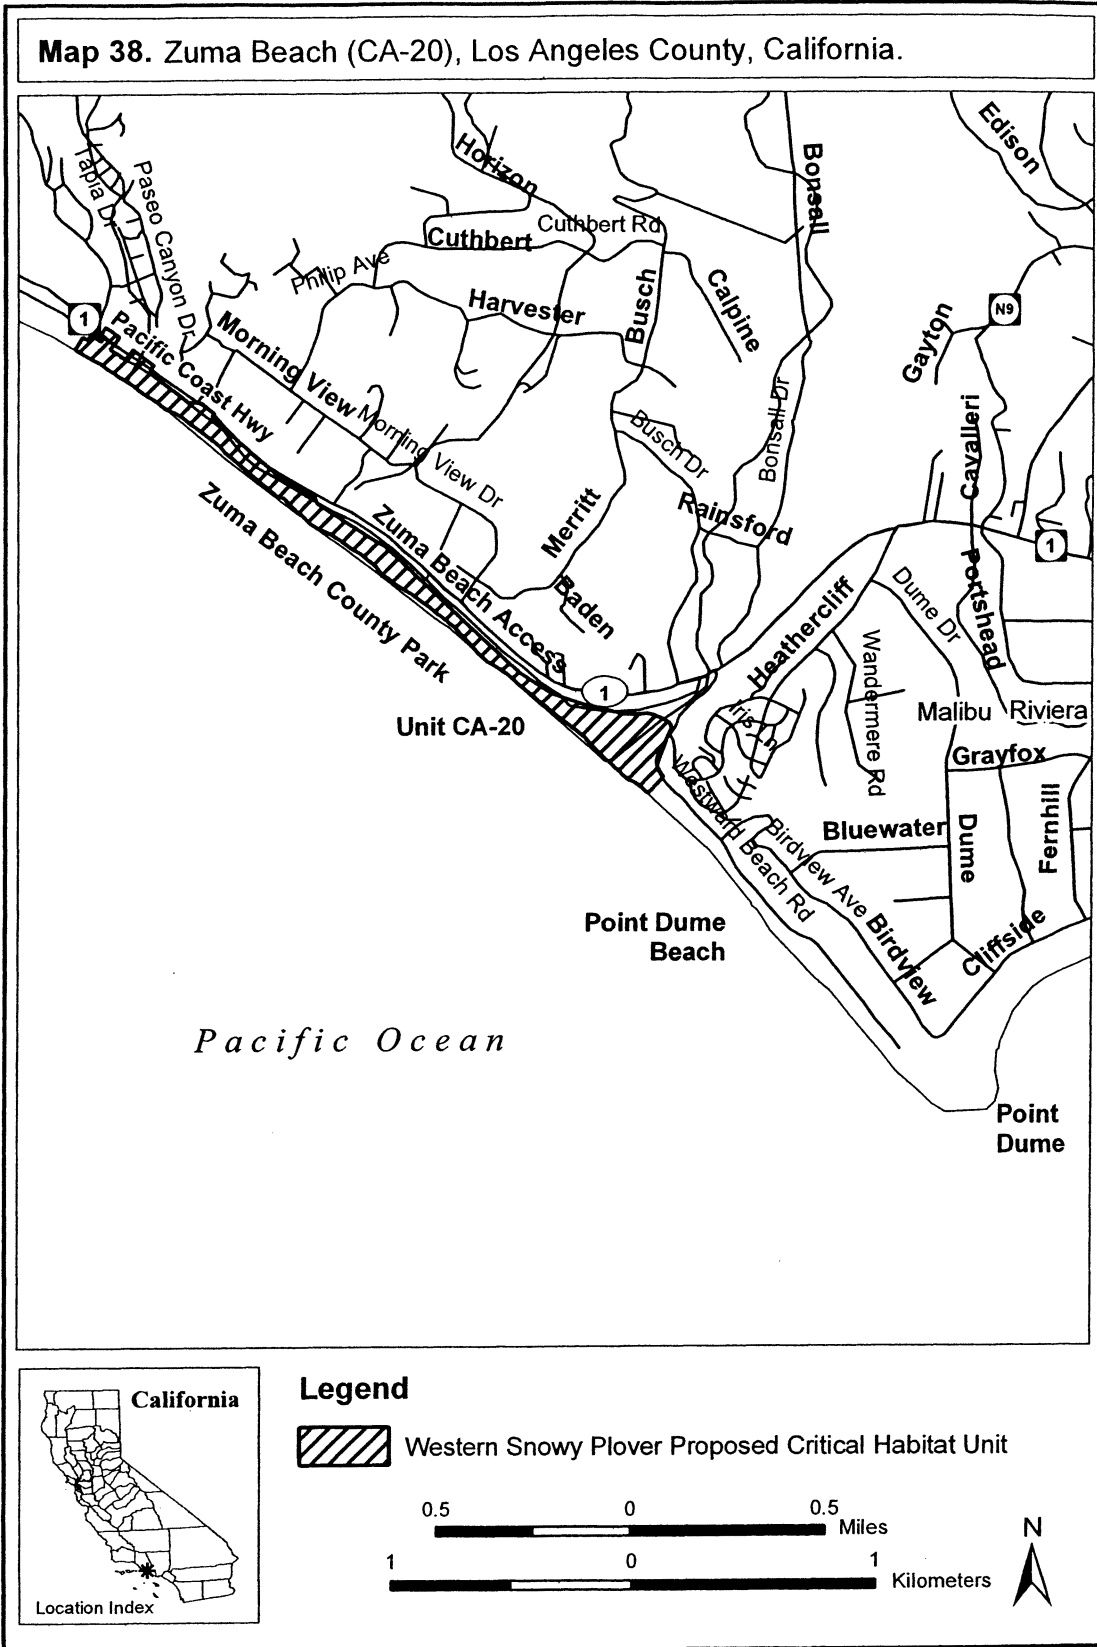 Map 38. Zuma Beach (CA-20), Los Angeles County, California.
Edison
Horizon
Bonsall
Tapia Dr
Paseo Canyon Dr
Cuthbert Rd
Cuthbert
Philip Ave
Harvester
Busch
Calpine
N9
Gayton
1
Pacific Coast Hwy
Morning View
Morning View Dr
Busch Dr
Bonsall Dr
Cavalleri
Rainsford
Merritt
Zuma Beach Access
Zuma Beach County Park
Baden
1
Portshead
Heathercliff
Dume Dr
Wandermere Rd
1
Iris Ln
Malibu Riviera
Unit CA-20
Grayfox
Westward Beach Rd
Birdview Ave
Bluewater
Dume
Fernhill
Point Dume
Beach
Birdview
Cliffside
Pacific Ocean
Point
Dume
California
Location Index
Legend
Western Snowy Plover Proposed Critical Habitat Unit
0.5 0 0.5
Miles
1 0 1
Kilometers
N